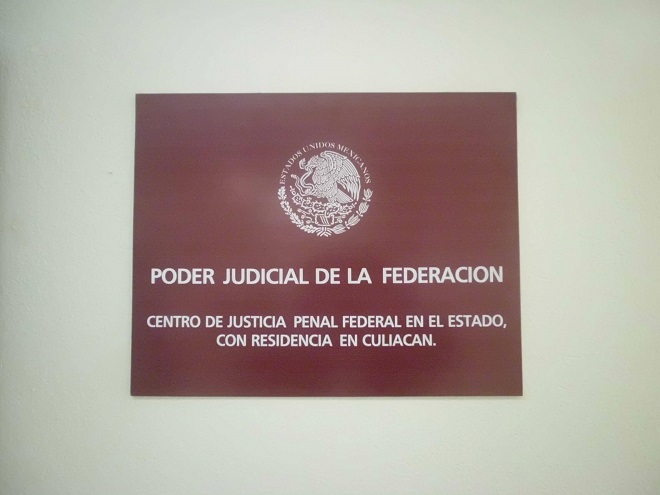 ESTADOS UNIDOS MEXICANOS
PODER JUDICIAL DE LA FEDERACION
CENTRO DE JUSTICIA PENAL FEDERAL EN EL ESTADO,
CON RESIDENCIA EN CULIACAN.